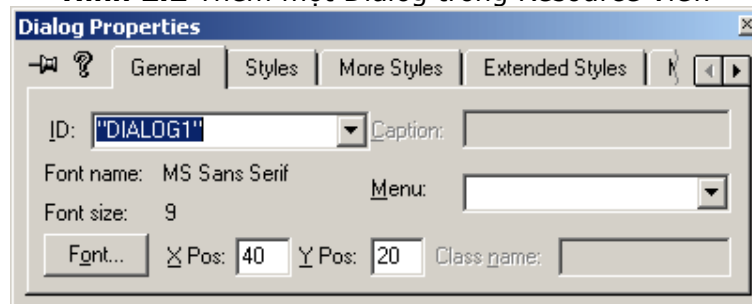 Dialog Properties
General Styles More Styles Extended Styles
ID: "DIALOG1" Caption:
Font name: MS Sans Serif Menu:
Font size: 9
Font... X Pos: 40 Y Pos: 20 Class name: